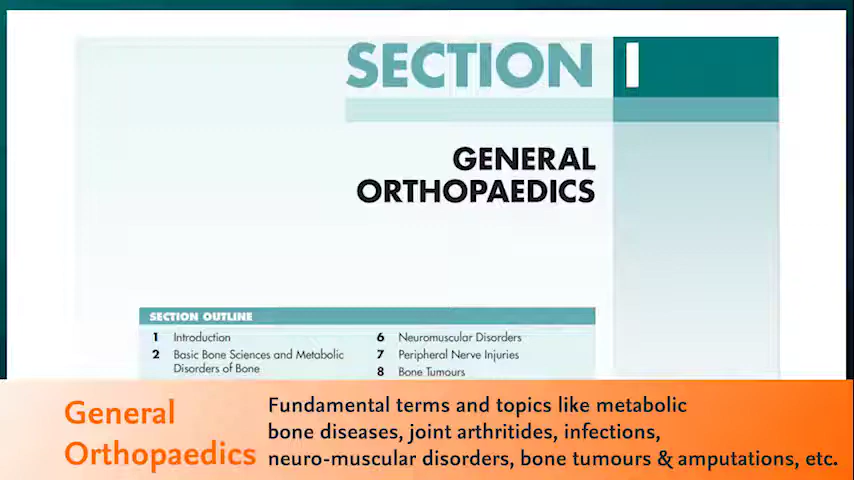 SECTION I
GENERAL
ORTHOPAEDICS
SECTION OUTLINE
1 Introduction
2 Basic Bone Sciences and Metabolic
Disorders of Bone
6 Neuromuscular Disorders
7 Peripheral Nerve Injuries
8 Bone Tumours
General
Orthopaedics
Fundamental terms and topics like metabolic
bone diseases, joint arthritides, infections,
neuro-muscular disorders, bone tumours & amputations, etc.